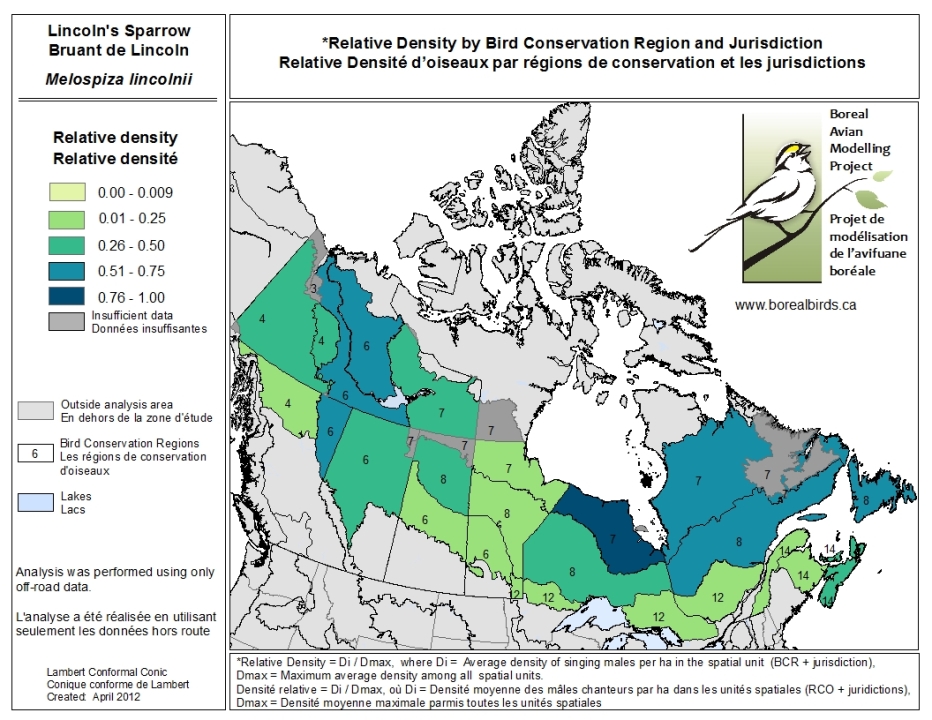 Lincoln's Sparrow
Bruant de Lincoln
Melospiza lincolnii
*Relative Density by Bird Conservation Region and Jurisdiction
Relative Densité d'oiseaux par régions de conservation et les jurisdictions
Relative density
Relative densité
0.00 - 0.009
0.01 - 0.25
0.26 - 0.50
0.51 - 0.75
0.76 - 1.00
Insufficient data
Données insuffisantes
Outside analysis area
En dehors de la zone d'étude
6
Bird Conservation Regions
Les régions de conservation
d'oiseaux
Lakes
Lacs
Analysis was performed using only
off-road data.
L'analyse a été réalisée en utilisant
seulement les données hors route
Lambert Conformal Conic
Conique conforme de Lambert
Created: April 2012
Boreal
Avian
Modelling
Project
Projet de
modélisation
de l'avifuane
boréale
www.borealbirds.ca
3
4
4
6
6
4
7
6
7
7
7
7
6
8
7
7
8
8
6
8
6
7
8
8
14
14
14
12
12
12
12
14
*Relative Density = Di / Dmax, where Di = Average density of singing males per ha in the spatial unit (BCR + jurisdiction),
Dmax = Maximum average density among all spatial units.
Densité relative = Di / Dmax, où Di = Densité moyenne des mâles chanteurs par ha dans les unités spatiales (RCO + juridictions),
Dmax = Densité moyenne maximale parmis toutes les unités spatiales